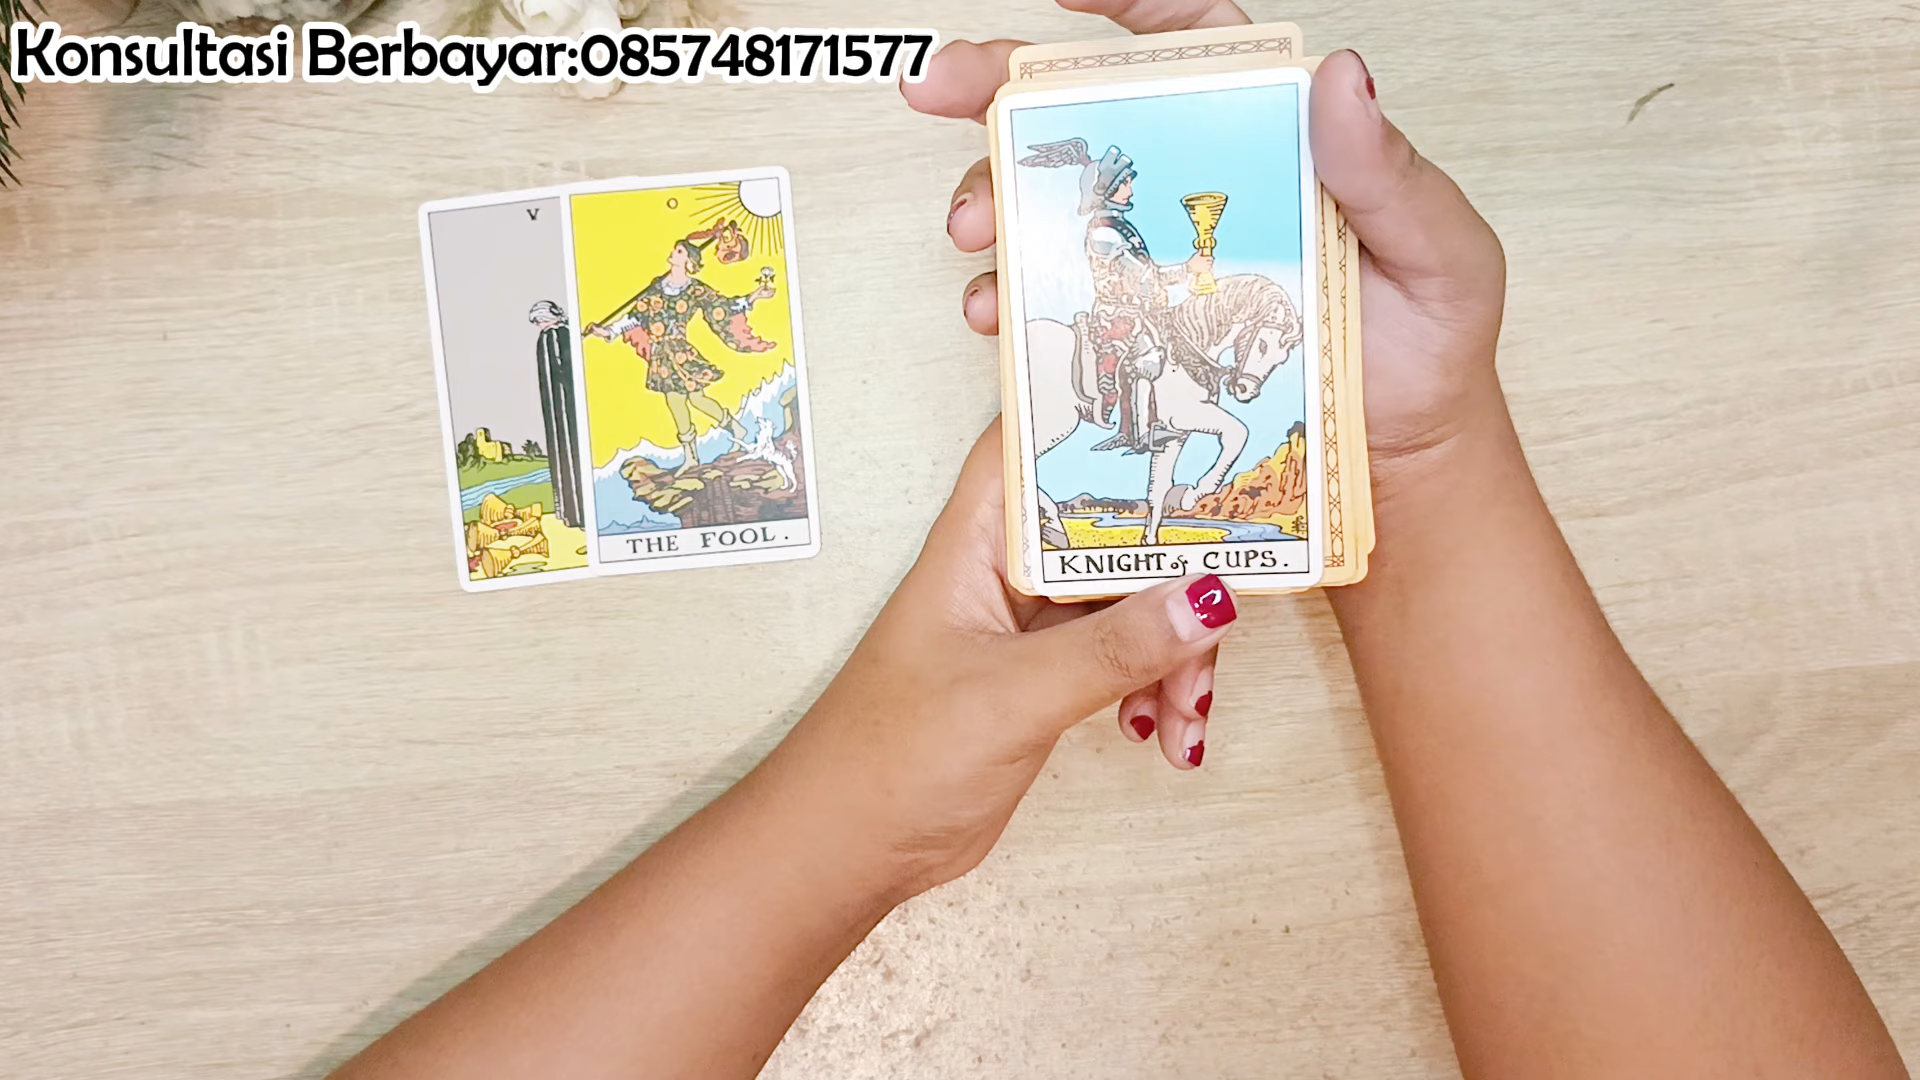 Konsultasi Berbayar:085748171577
V
0
THE FOOL.
KNIGHT of CUPS.